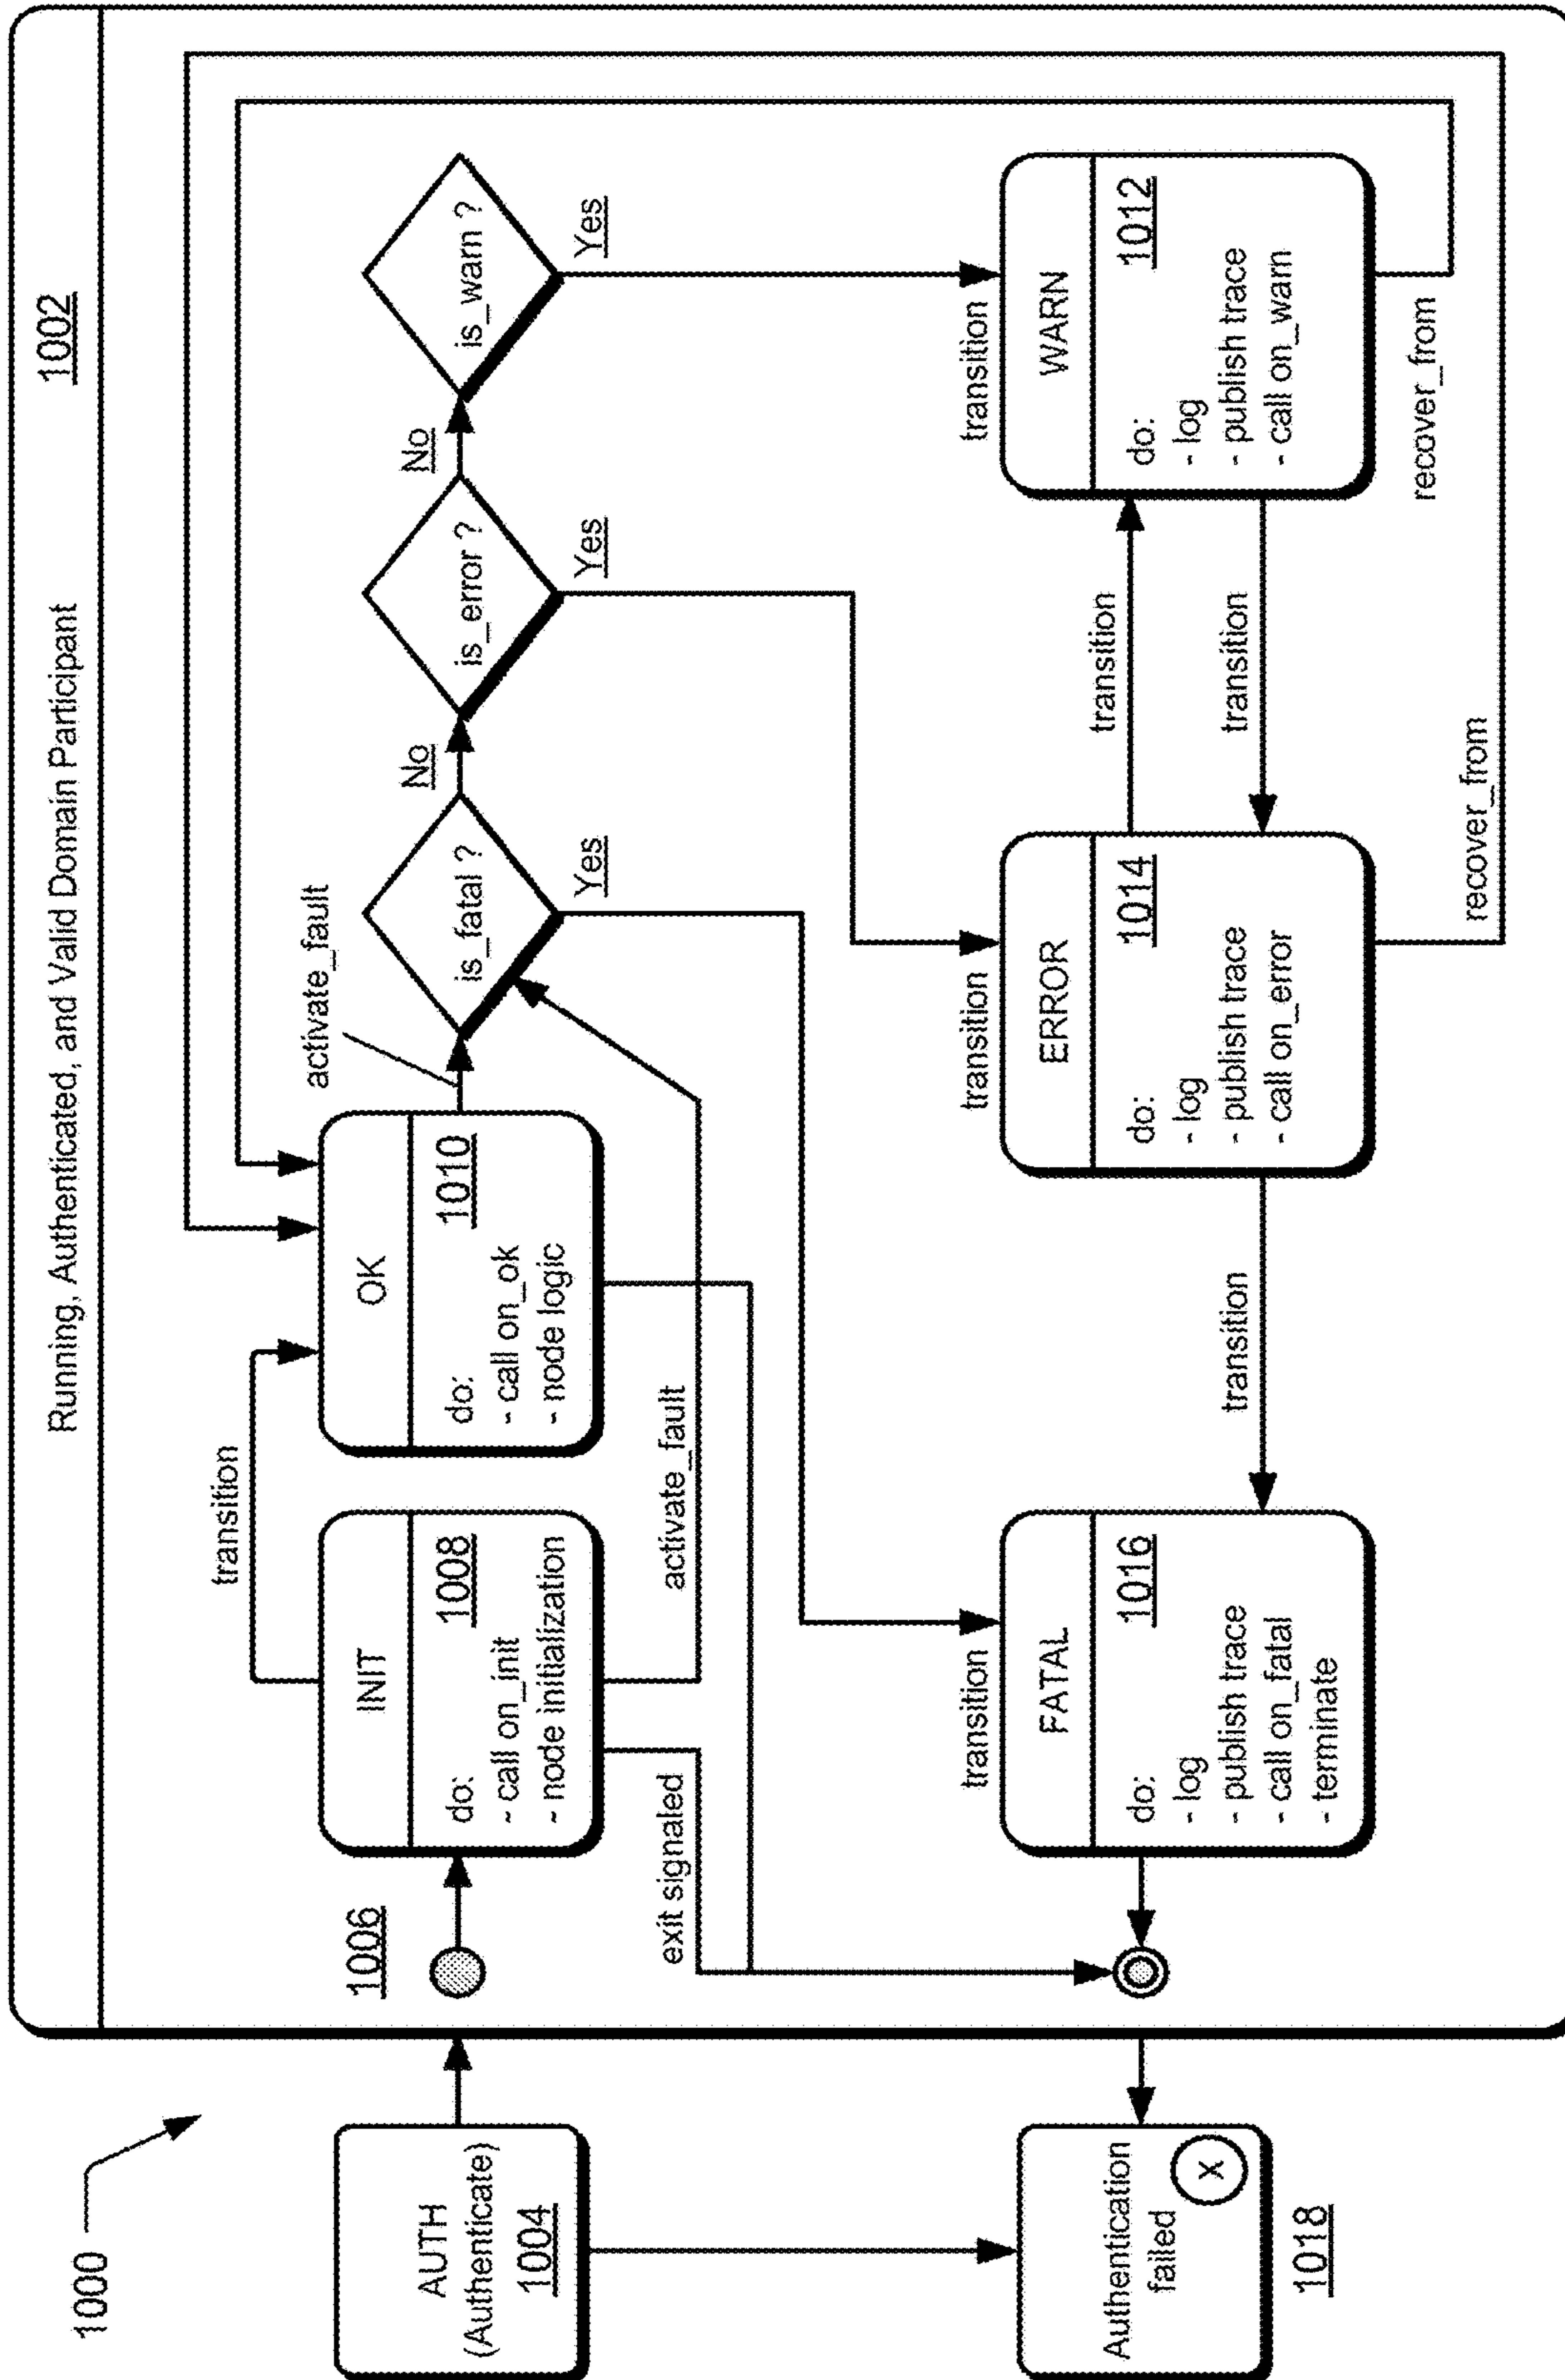 1000
Running, Authenticated, and Valid Domain Participant
1002
AUTH
(Authenticate)
1004
1006
transition
INIT
1008
do:
- call on_init
- node initialization
OK
1010
do:
- call on_ok
- node logic
activate_fault
is_fatal ?
No
is_error ?
No
is_warn ?
Yes
Yes
Yes
exit signaled
activate_fault
transition
transition
transition
FATAL
1016
do:
- log
- publish trace
- call on_fatal
- terminate
transition
ERROR
1014
do:
- log
- publish trace
- call on_error
transition
transition
WARN
1012
do:
- log
- publish trace
- call on_warn
recover_from
recover_from
Authentication
failed
X
1018